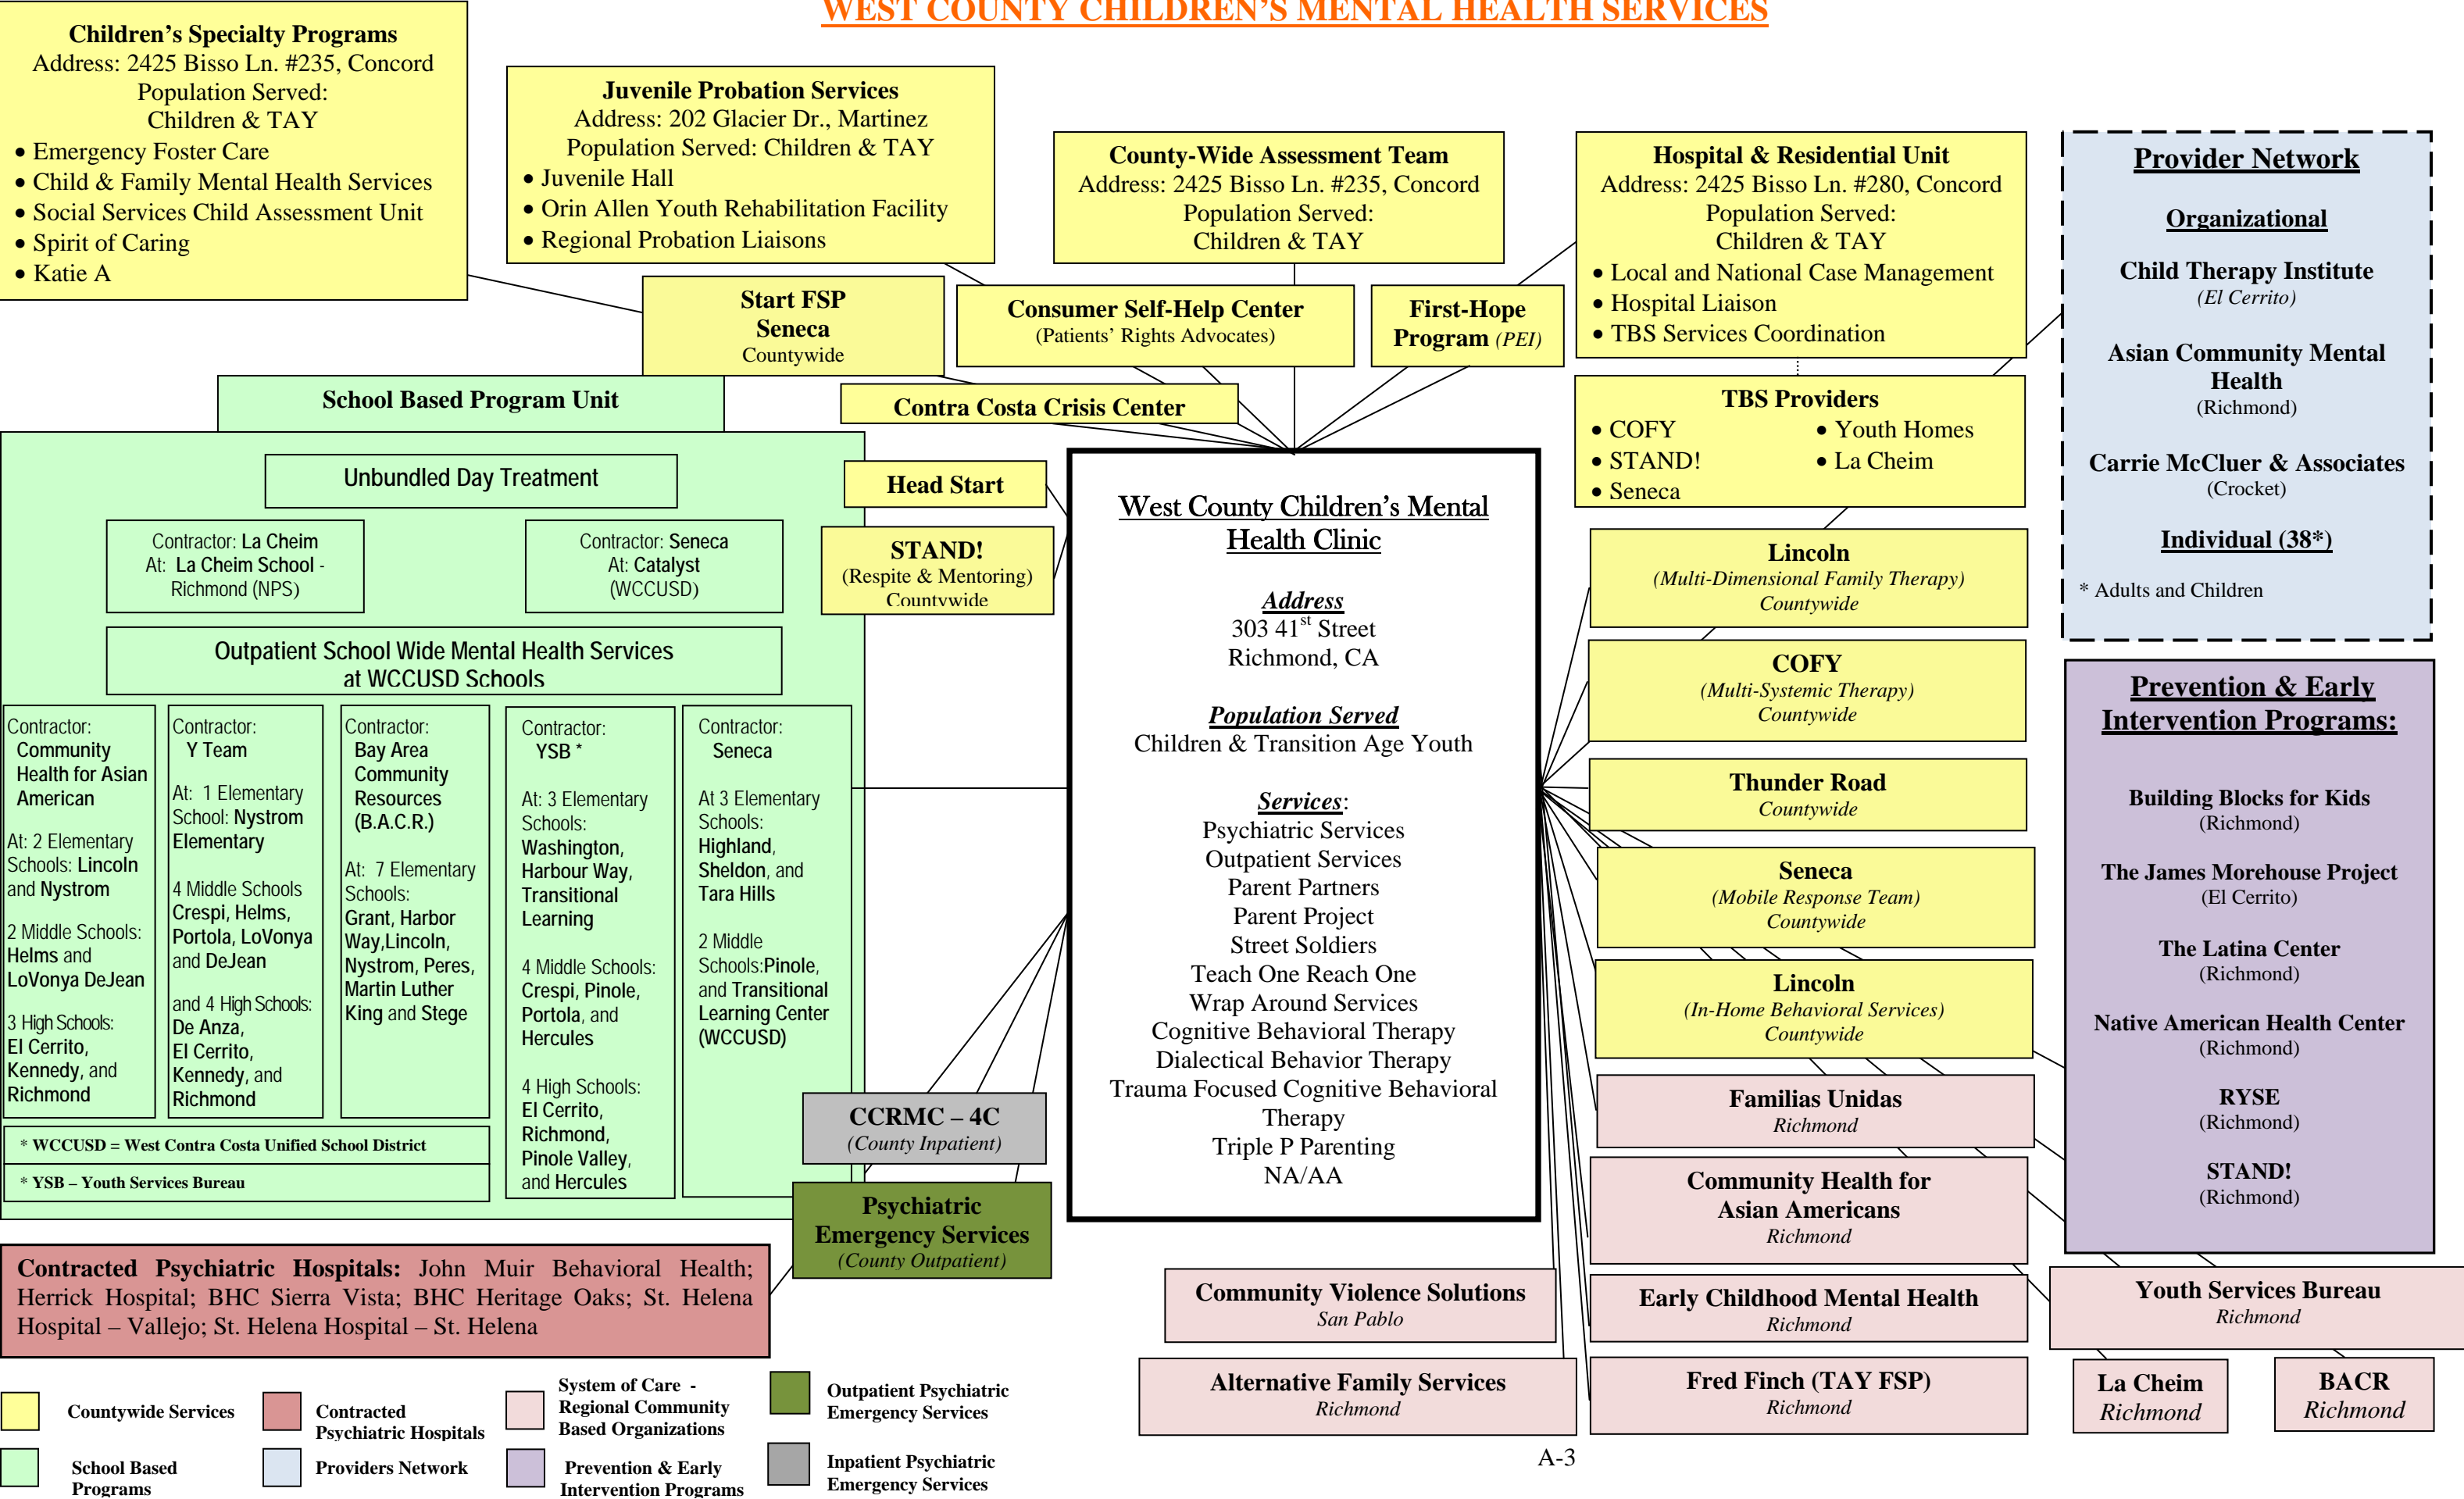 WEST COUNTY CHILDREN'S MENTAL HEALTH SERVICES
Children's Specialty Programs
Address: 2425 Bisso Ln. #235, Concord
Population Served:
Children & TAY
• Emergency Foster Care
• Child & Family Mental Health Services
• Social Services Child Assessment Unit
• Spirit of Caring
• Katie A
Juvenile Probation Services
Address: 202 Glacier Dr., Martinez
Population Served: Children & TAY
• Juvenile Hall
• Orin Allen Youth Rehabilitation Facility
• Regional Probation Liaisons
County-Wide Assessment Team
Address: 2425 Bisso Ln. #235, Concord
Population Served:
Children & TAY
Hospital & Residential Unit
Address: 2425 Bisso Ln. #280, Concord
Population Served:
Children & TAY
• Local and National Case Management
• Hospital Liaison
• TBS Services Coordination
Provider Network
Organizational
Child Therapy Institute
(El Cerrito)
Asian Community Mental
Health
(Richmond)
Carrie McCluer & Associates
(Crocket)
Individual (38*)
* Adults and Children
Start FSP
Seneca
Countywide
Consumer Self-Help Center
(Patients' Rights Advocates)
First-Hope
Program (PEI)
Contra Costa Crisis Center
TBS Providers
• COFY
• STAND!
• Seneca
• Youth Homes
• La Cheim
School Based Program Unit
Unbundled Day Treatment
Contractor: La Cheim
At: La Cheim School -
Richmond (NPS)
Contractor: Seneca
At: Catalyst
(WCCUSD)
Outpatient School Wide Mental Health Services
at WCCUSD Schools
Contractor:
Community
Health for Asian
American
At: 2 Elementary
Schools: Lincoln
and Nystrom
2 Middle Schools:
Helms and
LoVonya DeJean
3 High Schools:
El Cerrito,
Kennedy, and
Richmond
Contractor:
Y Team
At: 1 Elementary
School: Nystrom
Elementary
4 Middle Schools
Crespi, Helms,
Portola, LoVonya
and DeJean
and 4 High Schools:
De Anza,
El Cerrito,
Kennedy, and
Richmond
Contractor:
Bay Area
Community
Resources
(B.A.C.R.)
At: 7 Elementary
Schools:
Grant, Harbor
Way,Lincoln,
Nystrom, Peres,
Martin Luther
King and Stege
Contractor:
YSB *
At: 3 Elementary
Schools:
Washington,
Harbour Way,
Transitional
Learning
4 Middle Schools:
Crespi, Pinole,
Portola, and
Hercules
4 High Schools:
El Cerrito,
Richmond,
Pinole Valley,
and Hercules
Contractor:
Seneca
At 3 Elementary
Schools:
Highland,
Sheldon, and
Tara Hills
2 Middle
Schools:Pinole,
and Transitional
Learning Center
(WCCUSD)
* WCCUSD = West Contra Costa Unified School District
* YSB – Youth Services Bureau
Head Start
STAND!
(Respite & Mentoring)
Countywide
West County Children's Mental
Health Clinic
Address
303 41st Street
Richmond, CA
Population Served
Children & Transition Age Youth
Services:
Psychiatric Services
Outpatient Services
Parent Partners
Parent Project
Street Soldiers
Teach One Reach One
Wrap Around Services
Cognitive Behavioral Therapy
Dialectical Behavior Therapy
Trauma Focused Cognitive Behavioral
Therapy
Triple P Parenting
NA/AA
Lincoln
(Multi-Dimensional Family Therapy)
Countywide
COFY
(Multi-Systemic Therapy)
Countywide
Thunder Road
Countywide
Seneca
(Mobile Response Team)
Countywide
Lincoln
(In-Home Behavioral Services)
Countywide
Familias Unidas
Richmond
Community Health for
Asian Americans
Richmond
Early Childhood Mental Health
Richmond
Fred Finch (TAY FSP)
Richmond
Prevention & Early
Intervention Programs:
Building Blocks for Kids
(Richmond)
The James Morehouse Project
(El Cerrito)
The Latina Center
(Richmond)
Native American Health Center
(Richmond)
RYSE
(Richmond)
STAND!
(Richmond)
CCRMC – 4C
(County Inpatient)
Psychiatric
Emergency Services
(County Outpatient)
Contracted Psychiatric Hospitals: John Muir Behavioral Health;
Herrick Hospital; BHC Sierra Vista; BHC Heritage Oaks; St. Helena
Hospital – Vallejo; St. Helena Hospital – St. Helena
Community Violence Solutions
San Pablo
Alternative Family Services
Richmond
Youth Services Bureau
Richmond
La Cheim
Richmond
BACR
Richmond
Countywide Services
Contracted
Psychiatric Hospitals
System of Care -
Regional Community
Based Organizations
Outpatient Psychiatric
Emergency Services
School Based
Programs
Providers Network
Prevention & Early
Intervention Programs
Inpatient Psychiatric
Emergency Services
A-3